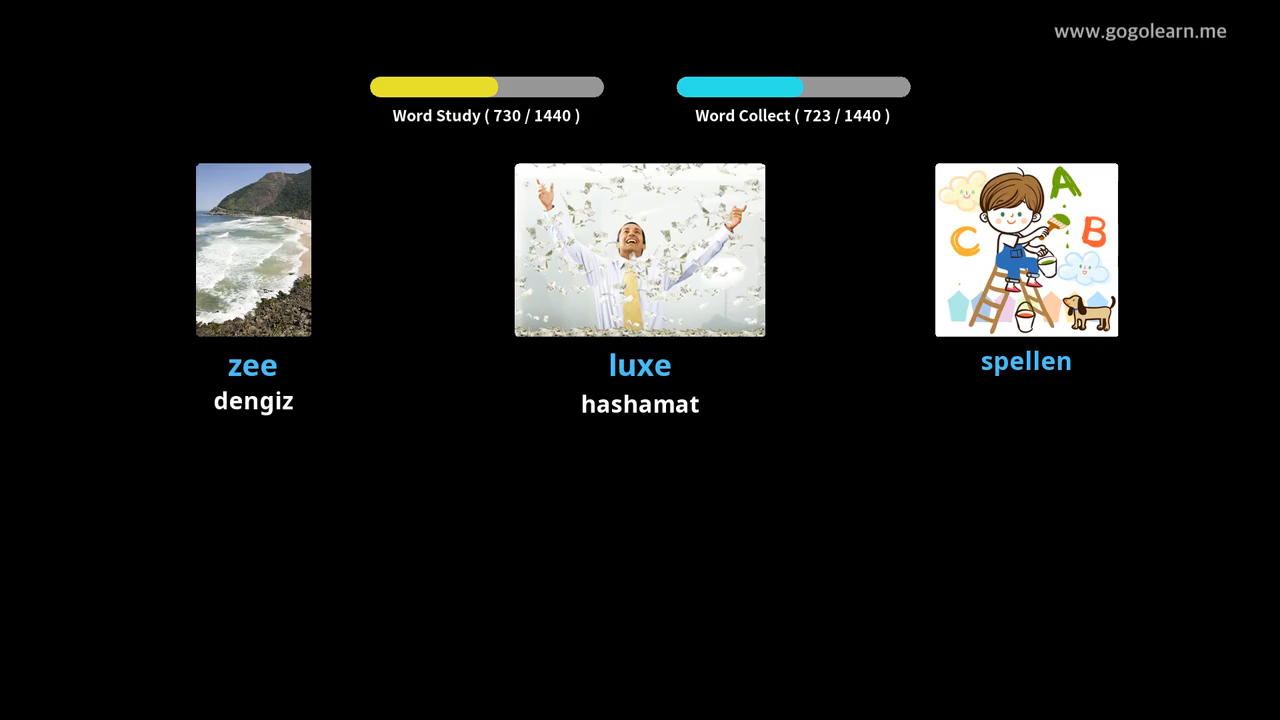 www.gogolearn.me
Word Study ( 730 / 1440 )
Word Collect ( 723 / 1440 )
A
B
C
zee
luxe
spellen
dengiz
hashamat